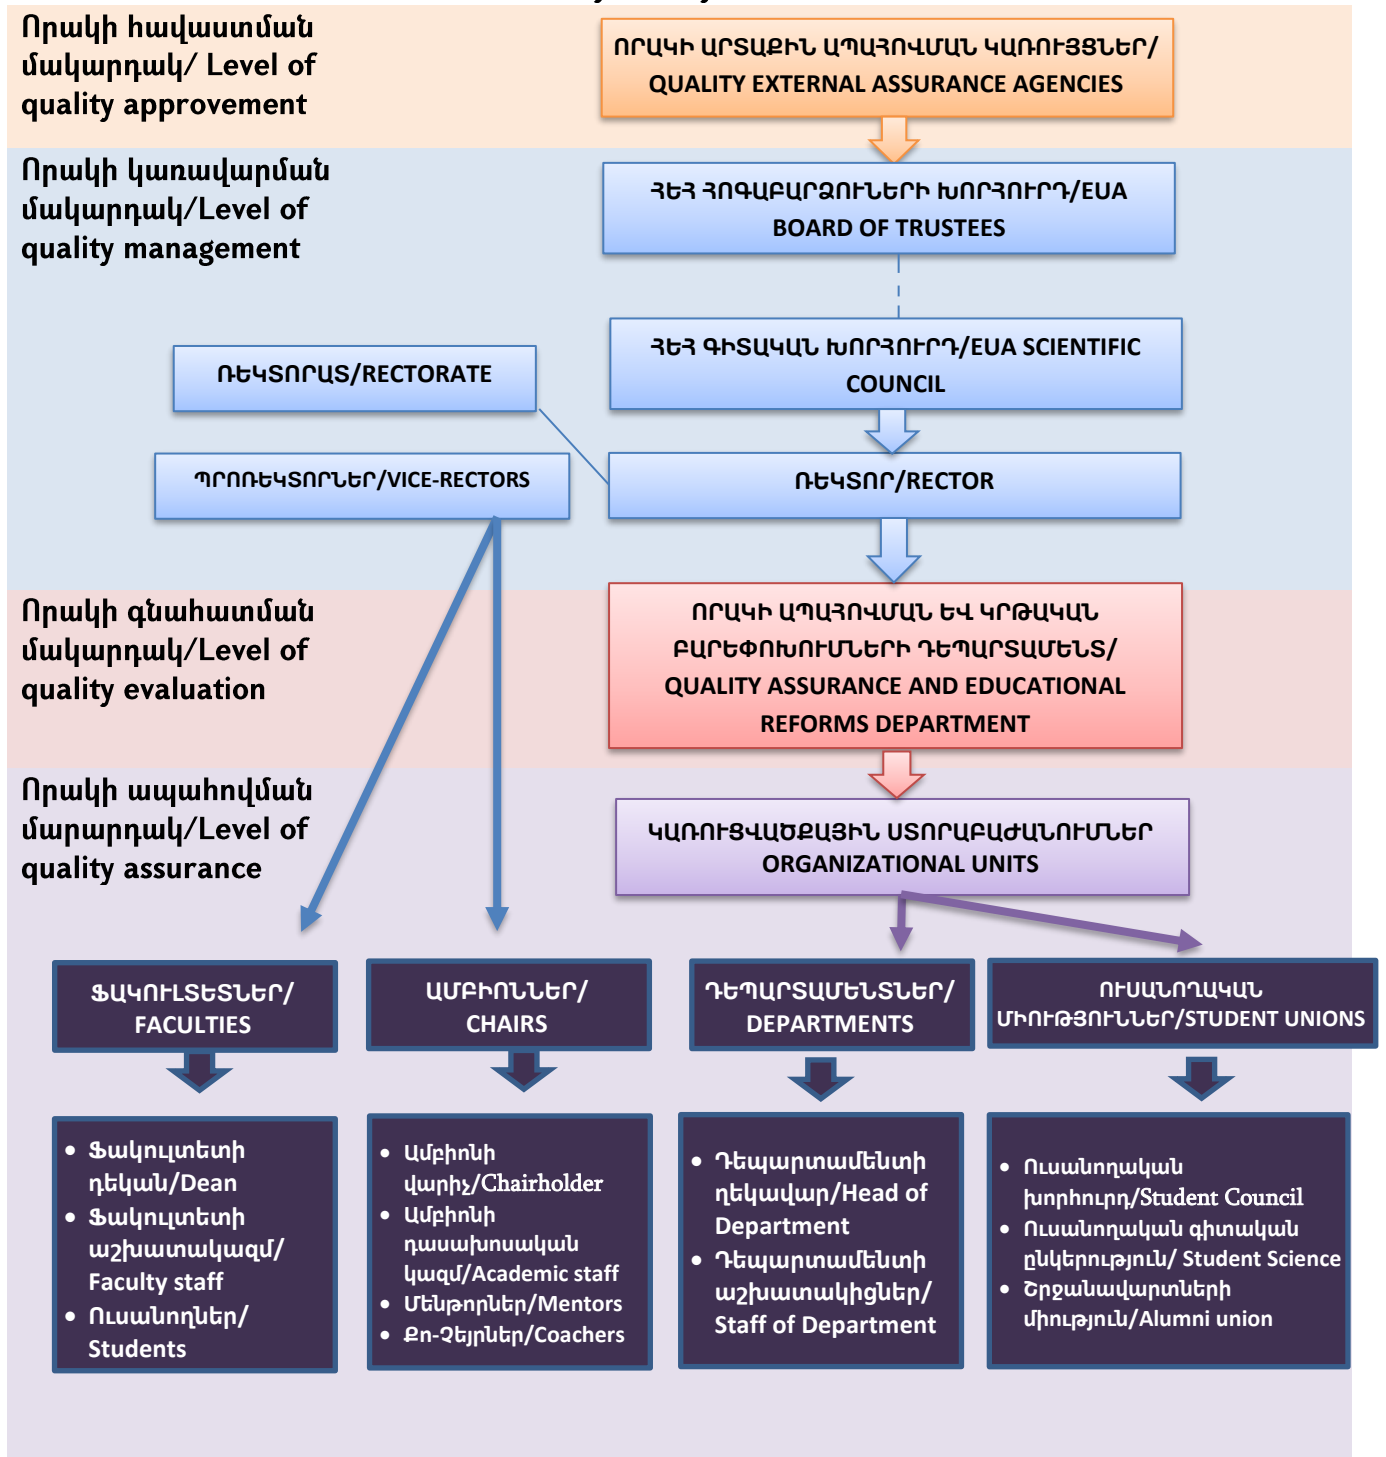 Որակի հավաստման
մակարդակ/ Level of
quality approvement
ՈՐԱԿԻ ԱՐՏԱՔԻՆ ԱՊԱՀՈՎՄԱՆ ԿԱՌՈՒՅՑՆԵՐ/
QUALITY EXTERNAL ASSURANCE AGENCIES
Որակի կառավարման
մակարդակ/Level of
quality management
ՀԵՀ ՀՈԳԱԲԱՐՁՈՒՆԵՐԻ ԽՈՐՀՈՒՐԴ/EUA
BOARD OF TRUSTEES
ՀԵՀ ԳԻՏԱԿԱՆ ԽՈՐՀՈՒՐԴ/EUA SCIENTIFIC
COUNCIL
ՌԵԿՏՈՐԱՏ/RECTORATE
ՊՐՈՌԵԿՏՈՐՆԵՐ/VICE-RECTORS
ՌԵԿՏՈՐ/RECTOR
Որակի գնահատման
մակարդակ/Level of
quality evaluation
ՈՐԱԿԻ ԱՊԱՀՈՎՄԱՆ ԵՎ ԿՐԹԱԿԱՆ
ԲԱՐԵՓՈԽՈՒՄՆԵՐԻ ԴԵՊԱՐՏԱՄԵՆՏ/
QUALITY ASSURANCE AND EDUCATIONAL
REFORMS DEPARTMENT
Որակի ապահովման
մարարդակ/Level of
quality assurance
ԿԱՌՈՒՑՎԱԾՔԱՅԻՆ ՍՏՈՐԱԲԱԺԱՆՈՒՄՆԵՐ
ORGANIZATIONAL UNITS
ՖԱԿՈՒԼՏԵՏՆԵՐ/
FACULTIES
ԱՄԲԻՈՆՆԵՐ/
CHAIRS
ԴԵՊԱՐՏԱՄԵՆՏՆԵՐ/
DEPARTMENTS
ՈՒՍԱՆՈՂԱԿԱՆ
ՄԻՈՒԹՅՈՒՆՆԵՐ/STUDENT UNIONS
• Ֆակուլտետի
դեկան/Dean
• Ֆակուլտետի
աշխատակազմ/
Faculty staff
• Ուսանողներ/
Students
• Ամբիոնի
վարիչ/Chairholder
• Ամբիոնի
դասախոսական
կազմ/Academic staff
• Մենթորներ/Mentors
• Քո-Չեյրներ/Coachers
• Դեպարտամենտի
ղեկավար/Head of
Department
• Դեպարտամենտի
աշխատակիցներ/
Staff of Department
• Ուսանողական
խորհուրդ/Student Council
• Ուսանողական գիտական
ընկերություն/ Student Science
• Շրջանավարտների
միություն/Alumni union